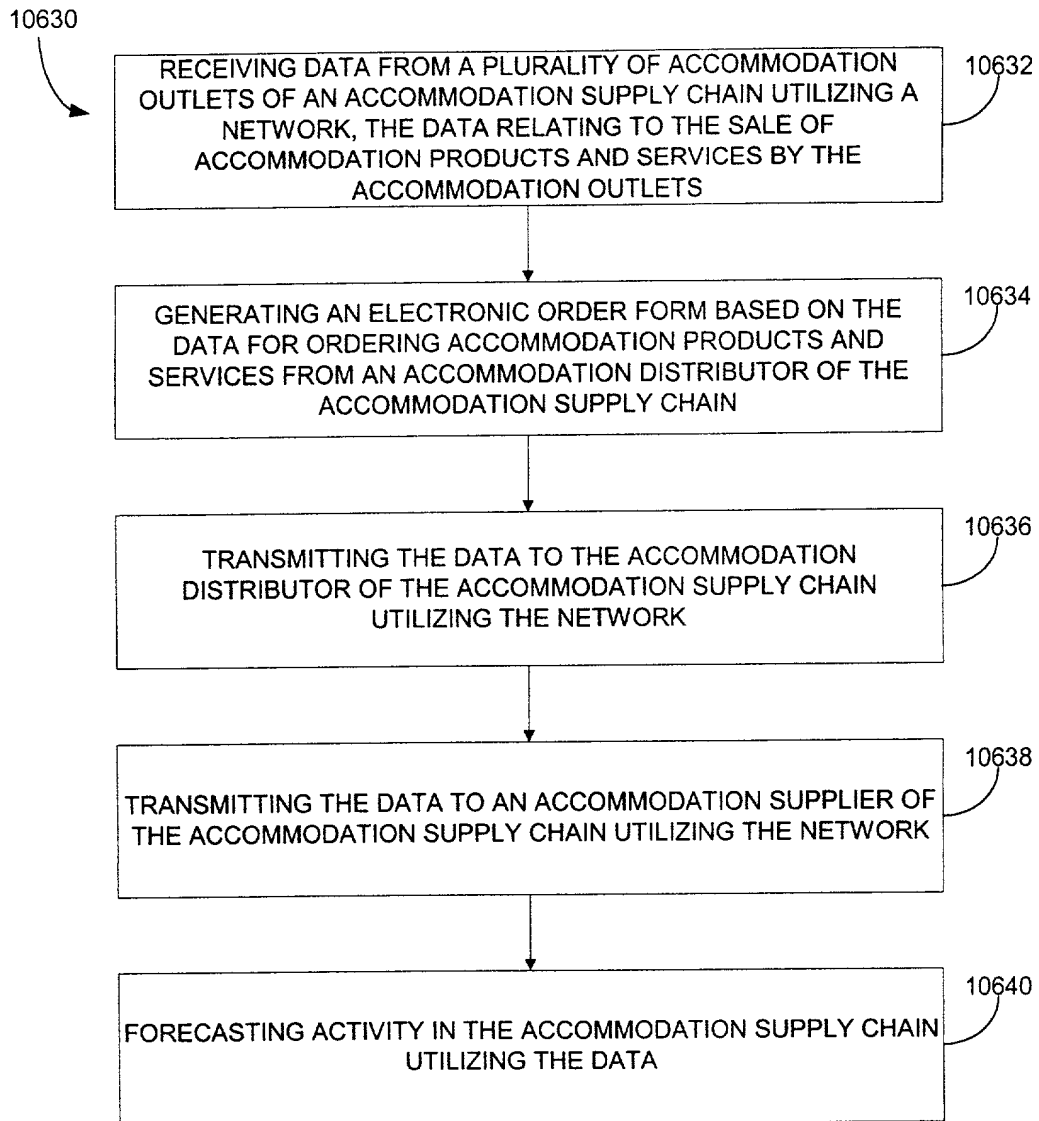 10630
RECEIVING DATA FROM A PLURALITY OF ACCOMMODATION
OUTLETS OF AN ACCOMMODATION SUPPLY CHAIN UTILIZING A
NETWORK, THE DATA RELATING TO THE SALE OF
ACCOMMODATION PRODUCTS AND SERVICES BY THE
ACCOMMODATION OUTLETS
10632
GENERATING AN ELECTRONIC ORDER FORM BASED ON THE
DATA FOR ORDERING ACCOMMODATION PRODUCTS AND
SERVICES FROM AN ACCOMMODATION DISTRIBUTOR OF THE
ACCOMMODATION SUPPLY CHAIN
10634
TRANSMITTING THE DATA TO THE ACCOMMODATION
DISTRIBUTOR OF THE ACCOMMODATION SUPPLY CHAIN
UTILIZING THE NETWORK
10636
TRANSMITTING THE DATA TO AN ACCOMMODATION SUPPLIER OF
THE ACCOMMODATION SUPPLY CHAIN UTILIZING THE NETWORK
10638
FORECASTING ACTIVITY IN THE ACCOMMODATION SUPPLY CHAIN
UTILIZING THE DATA
10640